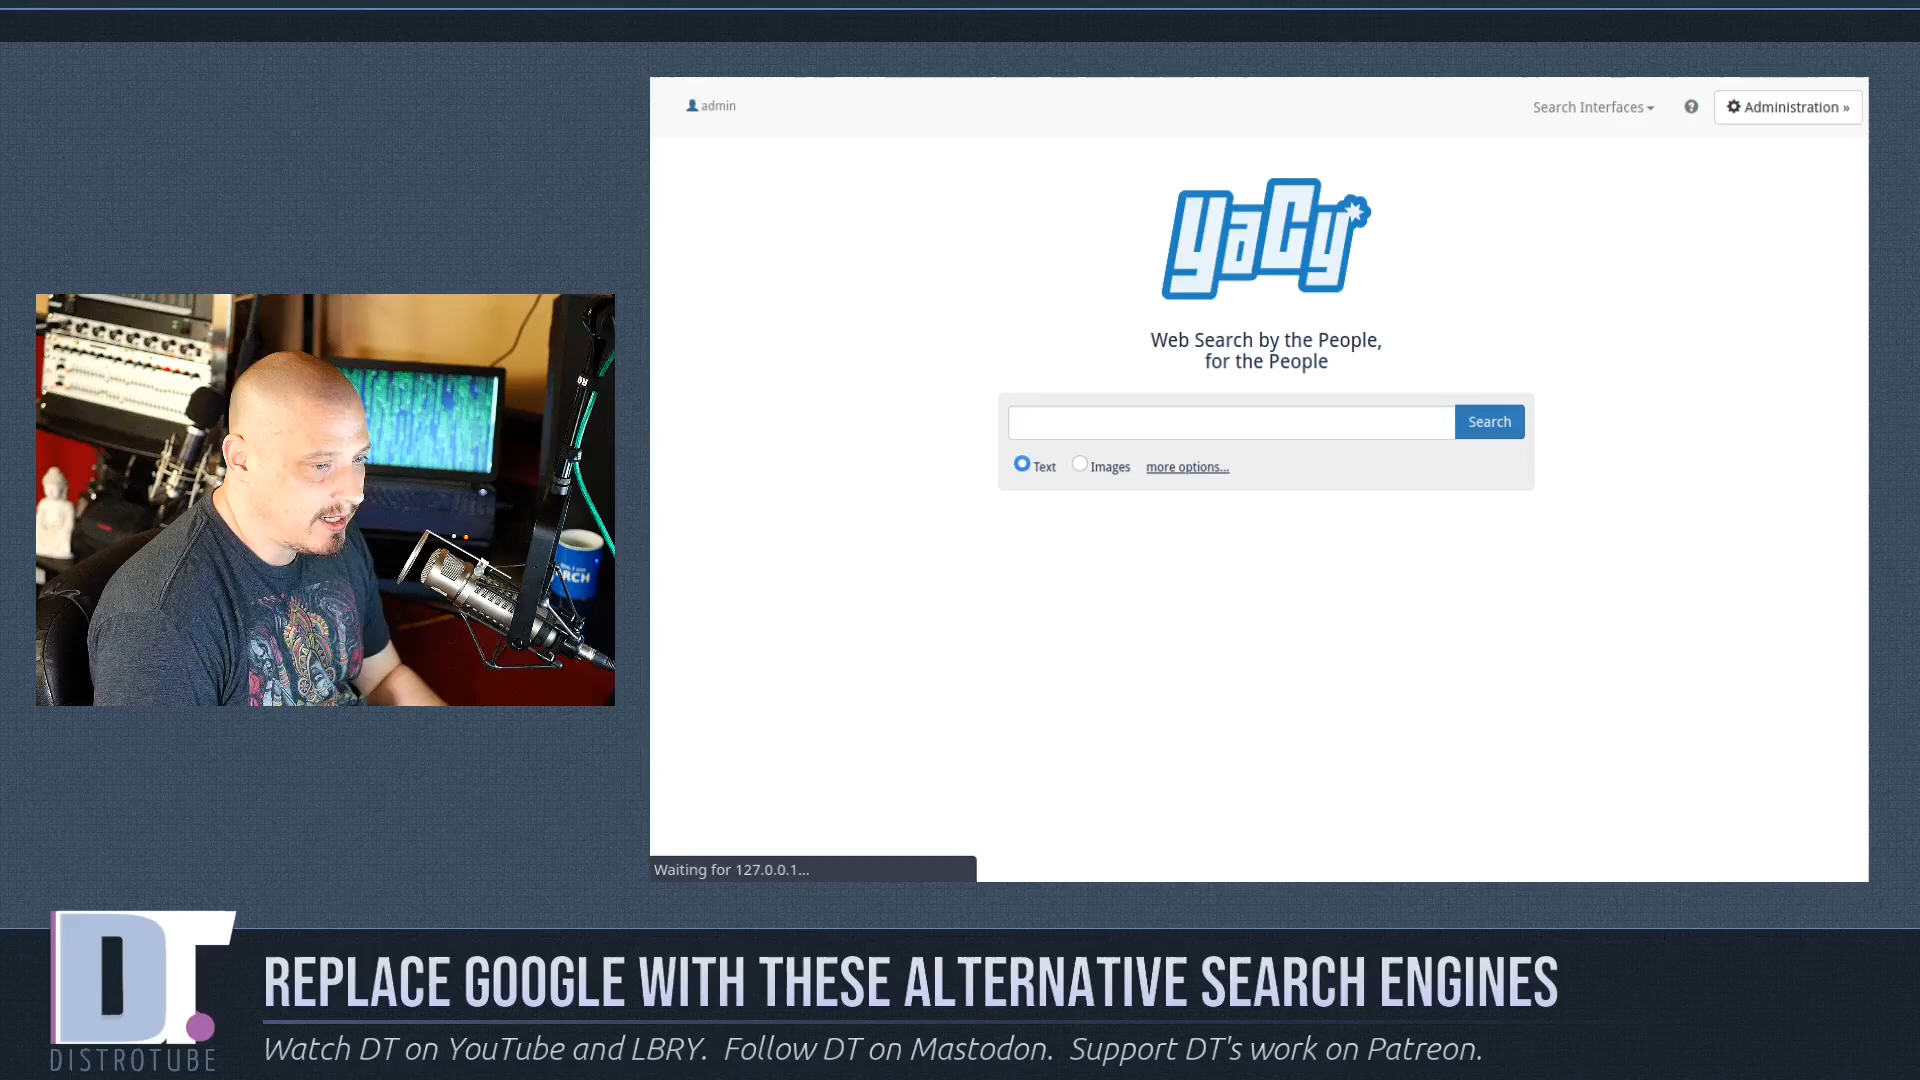 admin
Search Interfaces
Administration »
yacy
Web Search by the People,
for the People
Search
Text
Images
more options...
RODE
ARCH
Waiting for 127.0.0.1...
DT
DISTROTUBE
REPLACE GOOGLE WITH THESE ALTERNATIVE SEARCH ENGINES
Watch DT on YouTube and LBRY. Follow DT on Mastodon. Support DT's work on Patreon.